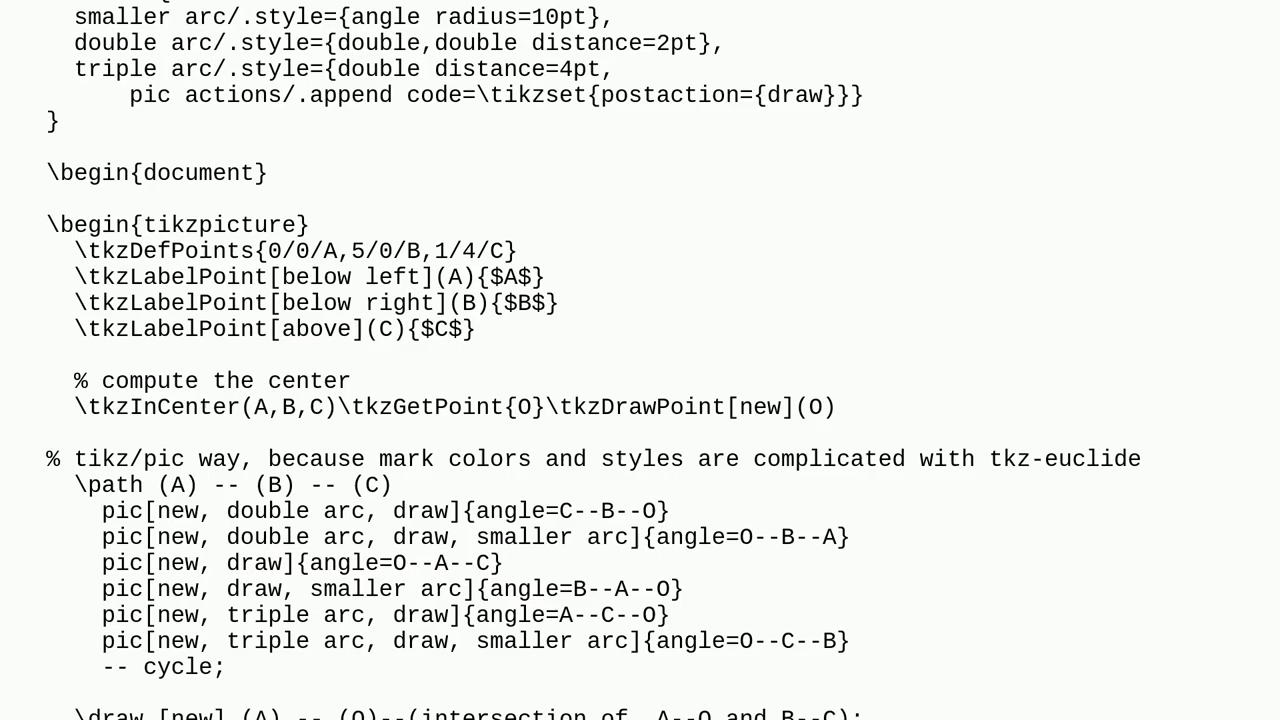 smaller arc/.style={angle radius=10pt},
double arc/.style={double,double distance=2pt},
triple arc/.style={double distance=4pt,
pic actions/.append code=\tikzset{postaction={draw}}}
}
\begin{document}
\begin{tikzpicture}
\tkzDefPoints{0/0/A,5/0/B,1/4/C}
\tkzLabelPoint[below left](A){$A$}
\tkzLabelPoint[below right](B){$B$}
\tkzLabelPoint[above](C){$C$}
% compute the center
\tkzInCenter(A,B,C)\tkzGetPoint{O}\tkzDrawPoint[new](O)
% tikz/pic way, because mark colors and styles are complicated with tkz-euclide
\path (A) -- (B) -- (C)
pic[new, double arc, draw]{angle=C--B--O}
pic[new, double arc, draw, smaller arc]{angle=O--B--A}
pic[new, draw]{angle=O--A--C}
pic[new, draw, smaller arc]{angle=B--A--O}
pic[new, triple arc, draw]{angle=A--C--O}
pic[new, triple arc, draw, smaller arc]{angle=O--C--B}
-- cycle;
\draw [new] (A) -- (O)--(intersection of  A--O and B--C);